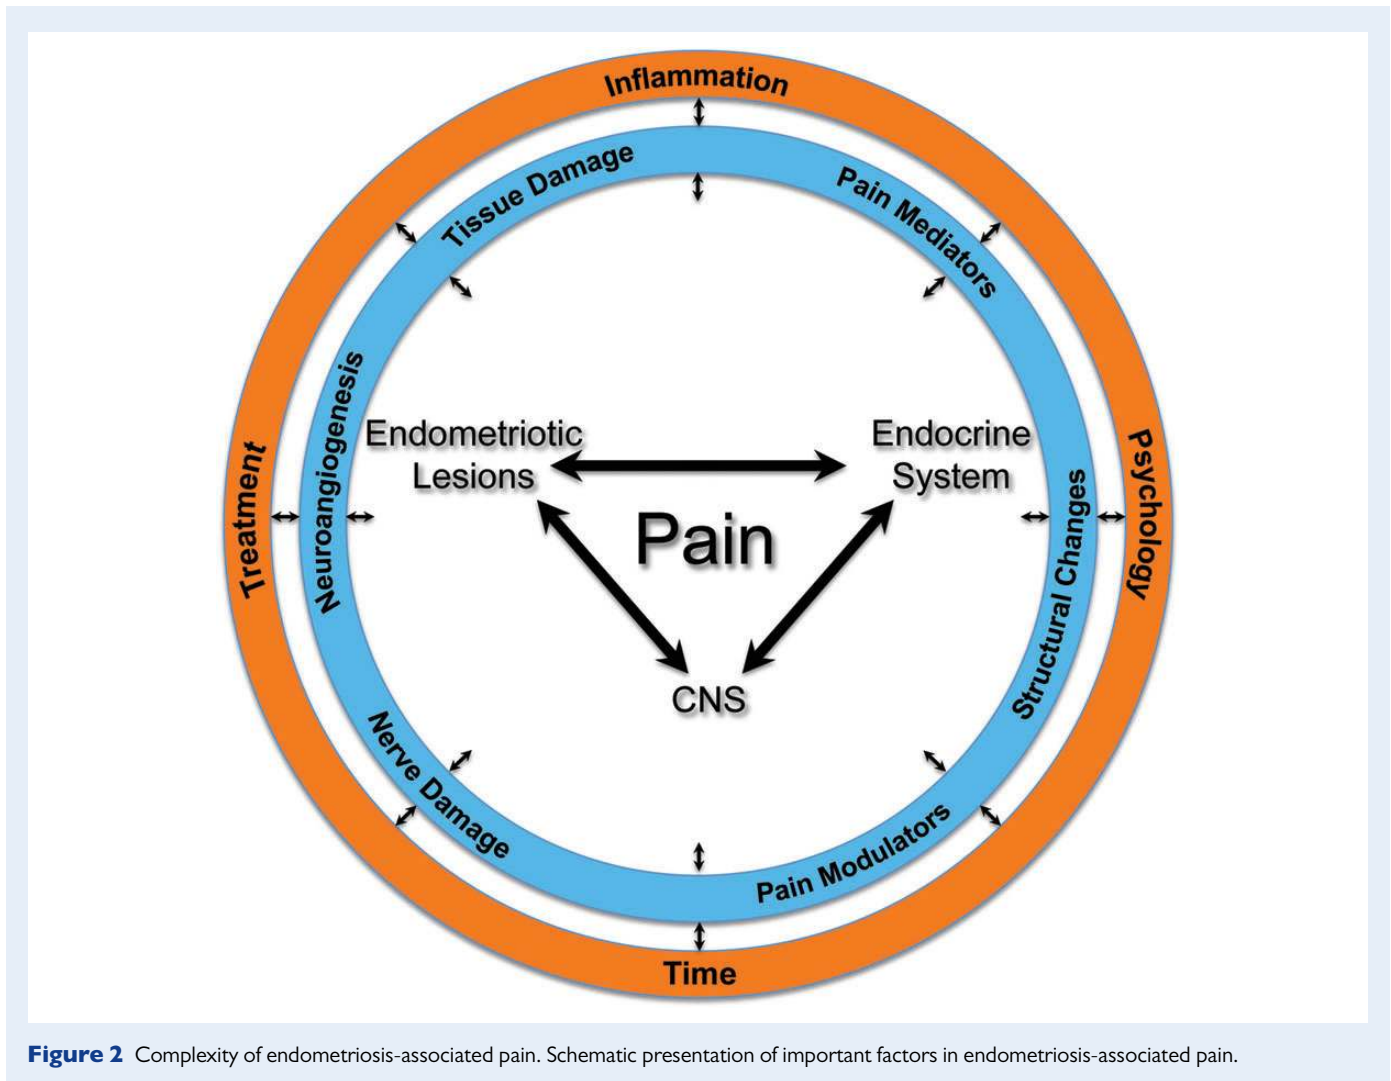 Inflammation
Tissue Damage
Pain Mediators
Neuroangiogenesis
Treatment
Endometriotic
Lesions
Endocrine
System
Pain
Psychology
Structural Changes
CNS
Nerve Damage
Pain Modulators
Time
Figure 2 Complexity of endometriosis-associated pain. Schematic presentation of important factors in endometriosis-associated pain.